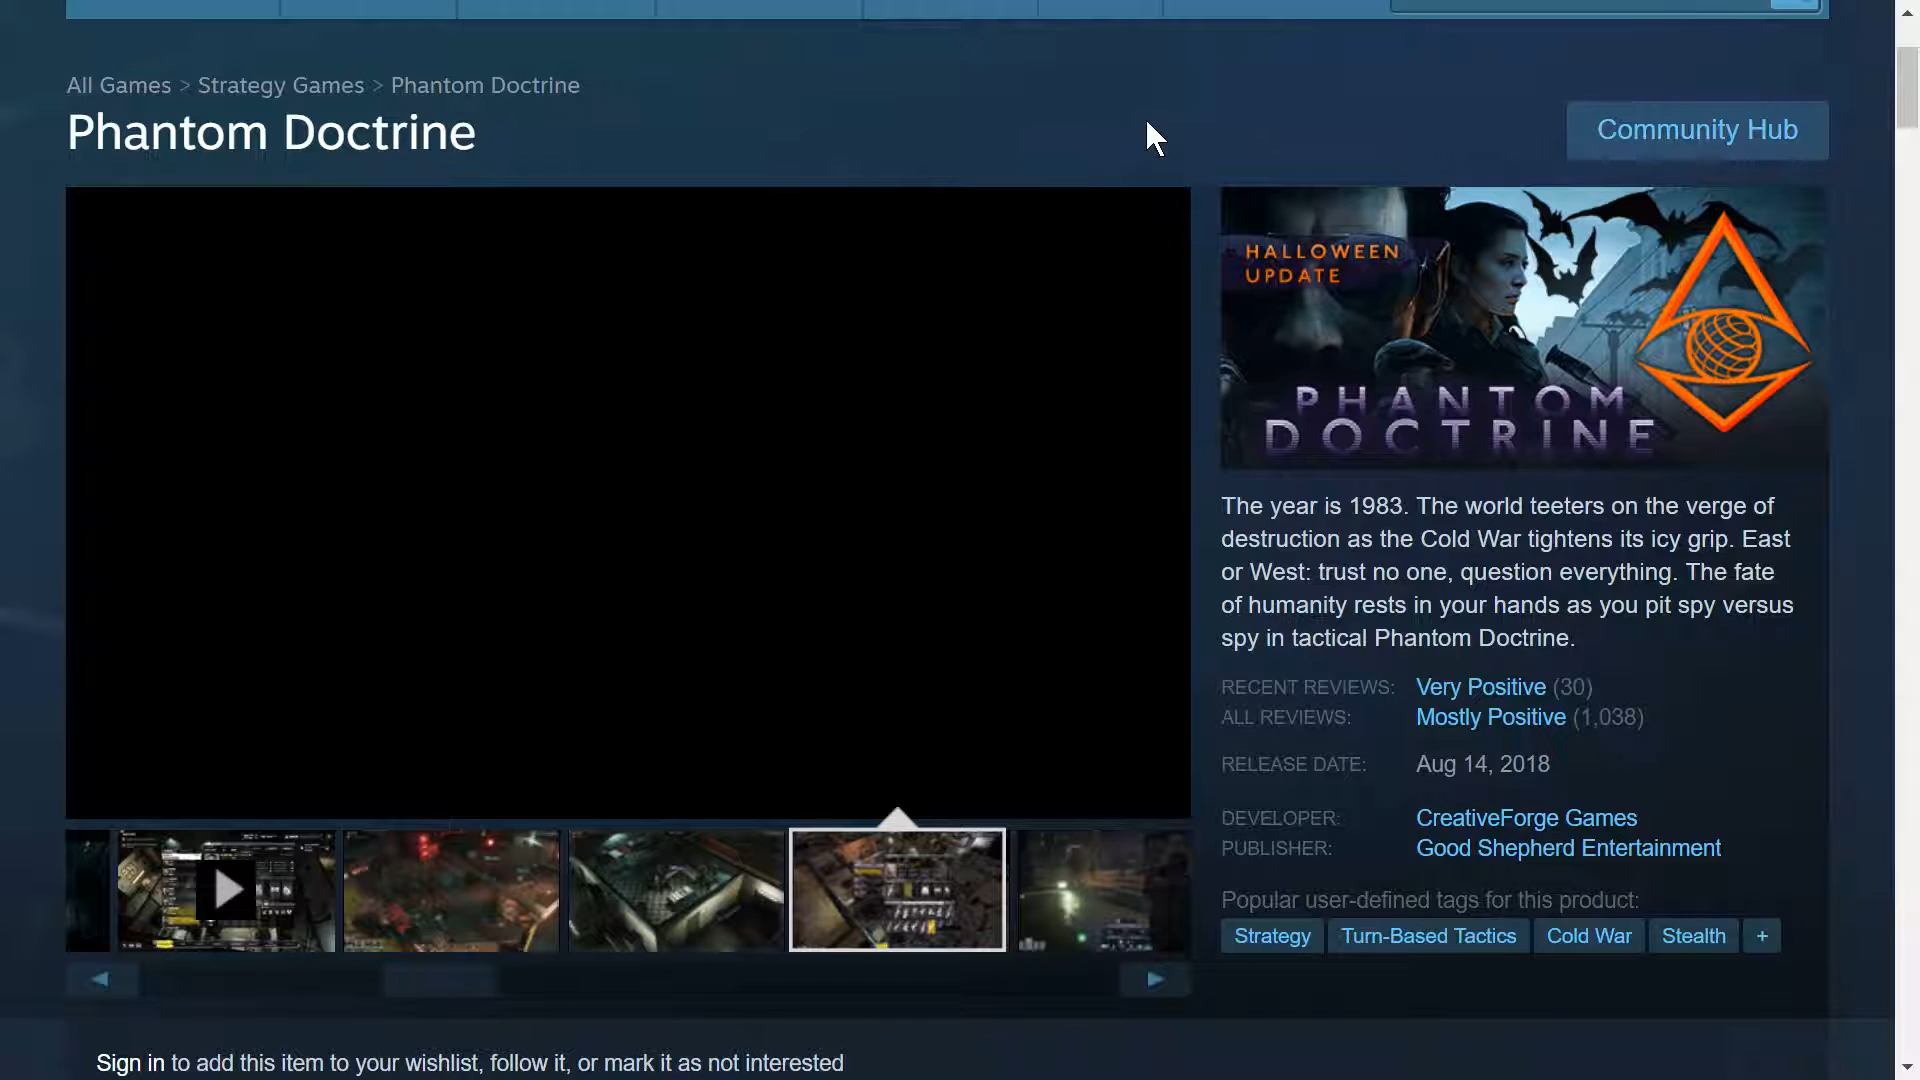 All Games > Strategy Games > Phantom Doctrine
Phantom Doctrine
Community Hub
HALLOWEEN
UPDATE
PHANTOM
DOCTRINE
The year is 1983. The world teeters on the verge of
destruction as the Cold War tightens its icy grip. East
or West: trust no one, question everything. The fate
of humanity rests in your hands as you pit spy versus
spy in tactical Phantom Doctrine.
RECENT REVIEWS: Very Positive (30)
ALL REVIEWS: Mostly Positive (1,038)
RELEASE DATE: Aug 14, 2018
DEVELOPER: CreativeForge Games
PUBLISHER: Good Shepherd Entertainment
Popular user-defined tags for this product:
Strategy Turn-Based Tactics Cold War Stealth +
Sign in to add this item to your wishlist, follow it, or mark it as not interested